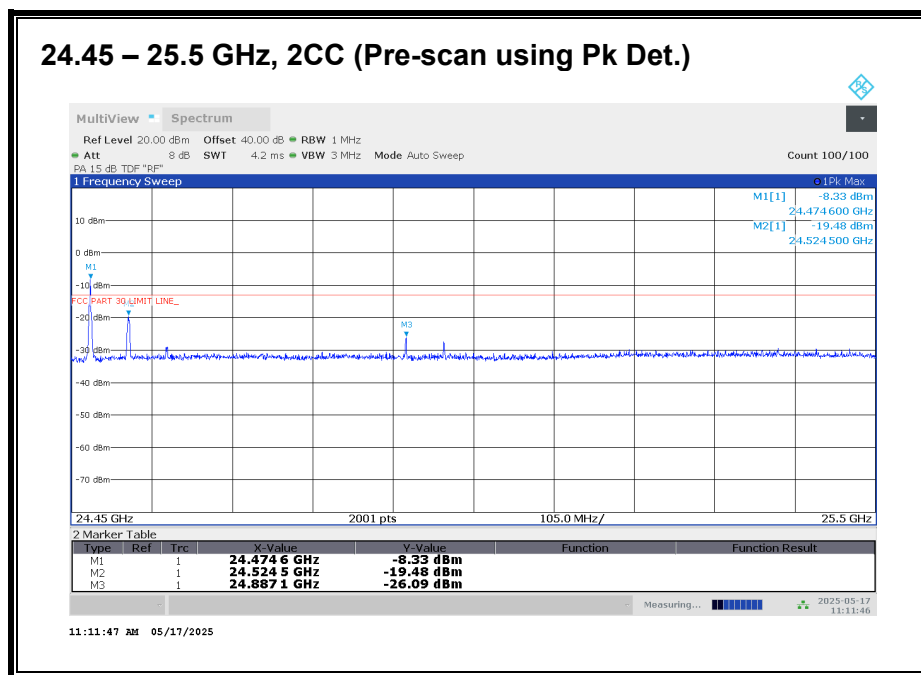 24.45 – 25.5 GHz, 2CC (Pre-scan using Pk Det.)
R&S
MultiView Spectrum
Ref Level 20.00 dBm Offset 40.00 dB RBW 1 MHz
Att 8 dB SWT 4.2 ms VBW 3 MHz Mode Auto Sweep Count 100/100
PA 15 dB TDF "RF"
1 Frequency Sweep 1Pk Max
M1[1] -8.33 dBm
24.474600 GHz
M2[1] -19.48 dBm
24.524500 GHz
10 dBm
0 dBm
M1
-10 dBm
FCC PART 30 LIMIT LINE_
-20 dBm
M3
-30 dBm
-40 dBm
-50 dBm
-60 dBm
-70 dBm
24.45 GHz 2001 pts 105.0 MHz/ 25.5 GHz
2 Marker Table
Type Ref Trc X-Value Y-Value Function Function Result
M1 1 24.474 6 GHz -8.33 dBm
M2 1 24.524 5 GHz -19.48 dBm
M3 1 24.887 1 GHz -26.09 dBm
Measuring... 2025-05-17
11:11:46
11:11:47 AM 05/17/2025